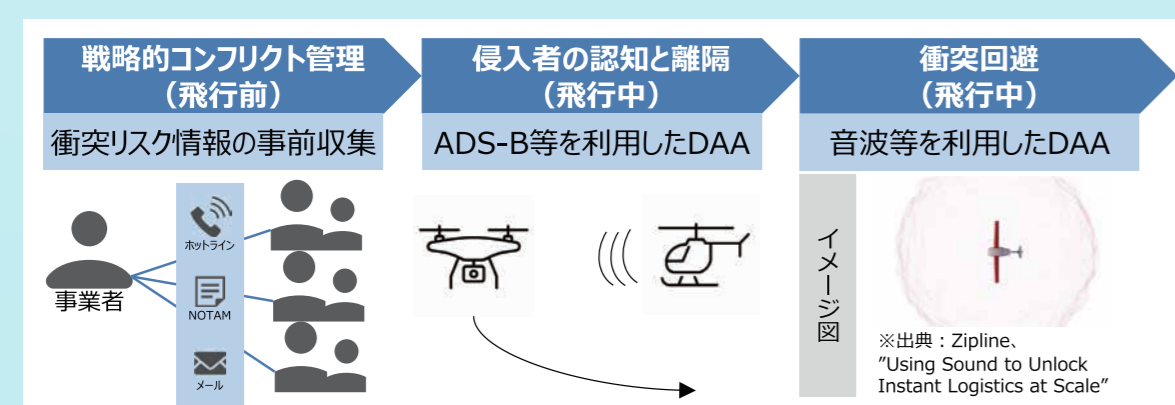 戦略的コンフリクト管理
（飛行前）
衝突リスク情報の事前収集
事業者
ホットライン
NOTAM
メール
侵入者の認知と離隔
（飛行中）
ADS-B等を利用したDAA
衝突回避
（飛行中）
音波等を利用したDAA
イメージ図
※出典：Zipline、
”Using Sound to Unlock
Instant Logistics at Scale”